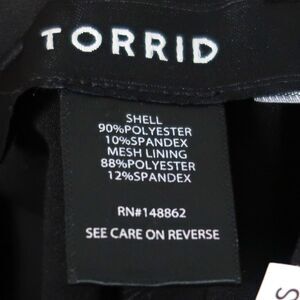 TORRID
SHELL
90%POLYESTER
10%SPANDEX
MESH LINING
88%POLYESTER
12%SPANDEX
RN#148862
SEE CARE ON REVERSE
S